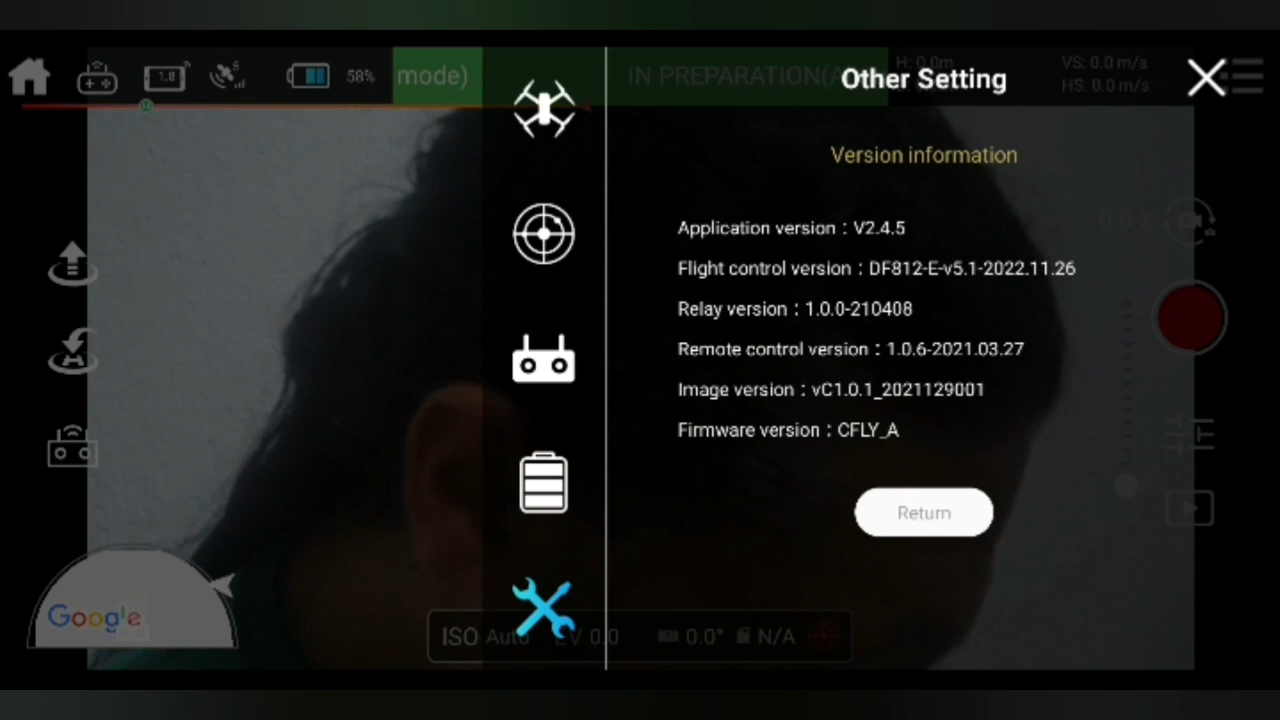 1.8
5
58%
mode)
IN PREPARATION(A
H: 0.0m
VS: 0.0 m/s
HS: 0.0 m/s
Other Setting
Version information
Application version : V2.4.5
Flight control version : DF812-E-v5.1-2022.11.26
Relay version : 1.0.0-210408
Remote control version : 1.0.6-2021.03.27
Image version : vC1.0.1_2021129001
Firmware version : CFLY_A
Return
Google
ISO Auto
EV 0.0
0.0°
N/A